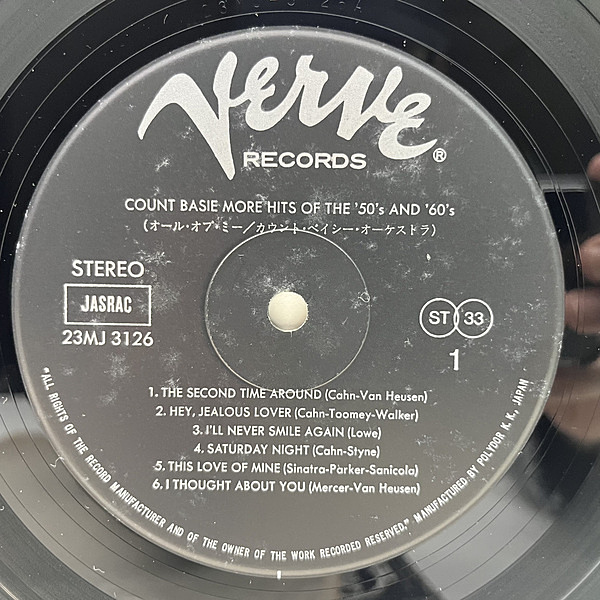 Verve
RECORDS ®
COUNT BASIE MORE HITS OF THE '50's AND '60's
(オール・オブ・ミー/カウント・ベイシー・オーケストラ)
STEREO
JASRAC
23MJ 3126
ST 33
1
1. THE SECOND TIME AROUND (Cahn-Van Heusen)
2. HEY, JEALOUS LOVER (Cahn-Toomey-Walker)
3. I'LL NEVER SMILE AGAIN (Lowe)
4. SATURDAY NIGHT (Cahn-Styne)
5. THIS LOVE OF MINE (Sinatra-Parker-Sanicola)
6. I THOUGHT ABOUT YOU (Mercer-Van Heusen)
"ALL RIGHTS OF THE RECORD MANUFACTURER AND OF THE OWNER OF THE WORK RECORDED RESERVED." MANUFACTURED BY POLYDOR K. K. JAPAN